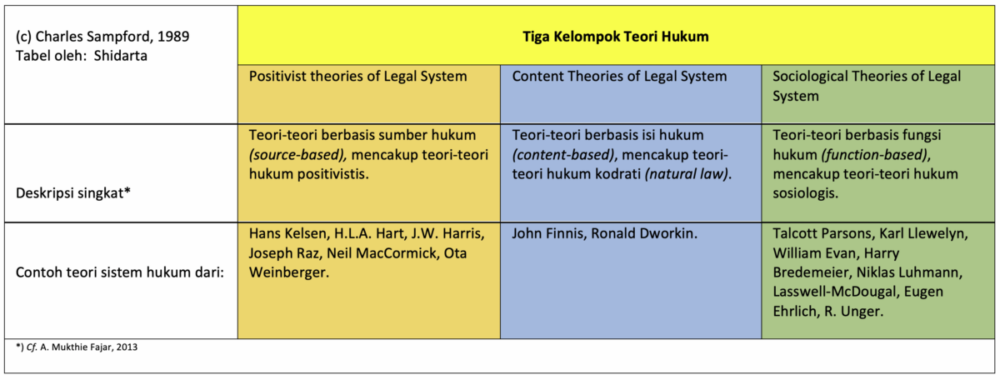 (c) Charles Sampford, 1989
Tabel oleh:  Shidarta
Tiga Kelompok Teori Hukum
Positivist theories of Legal System
Content Theories of Legal System
Sociological Theories of Legal
System
Deskripsi singkat*
Teori-teori berbasis sumber hukum
(source-based), mencakup teori-teori
hukum positivistis.
Teori-teori berbasis isi hukum
(content-based), mencakup teori-
teori hukum kodrati (natural law).
Teori-teori berbasis fungsi
hukum (function-based),
mencakup teori-teori hukum
sosiologis.
Contoh teori sistem hukum dari:
Hans Kelsen, H.L.A. Hart, J.W. Harris,
Joseph Raz, Neil MacCormick, Ota
Weinberger.
John Finnis, Ronald Dworkin.
Talcott Parsons, Karl Llewelyn,
William Evan, Harry
Bredemeier, Niklas Luhmann,
Lasswell-McDougal, Eugen
Ehrlich, R. Unger.
*) Cf. A. Mukthie Fajar, 2013